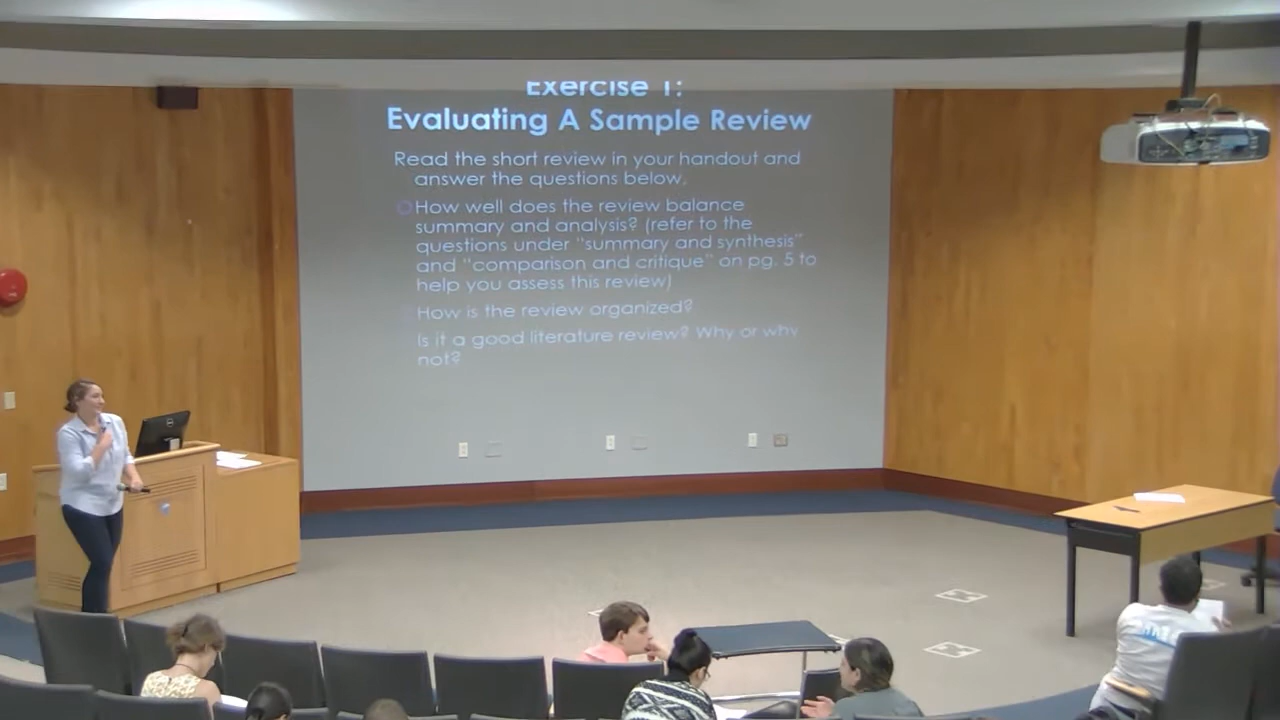 Exercise 1:
Evaluating A Sample Review
Read the short review in your handout and
answer the questions below.
How well does the review balance
summary and analysis? (refer to the
questions under "summary and synthesis"
and "comparison and critique" on pg. 5 to
help you assess this review)
How is the review organized?
Is it a good literature review? Why or why
not?